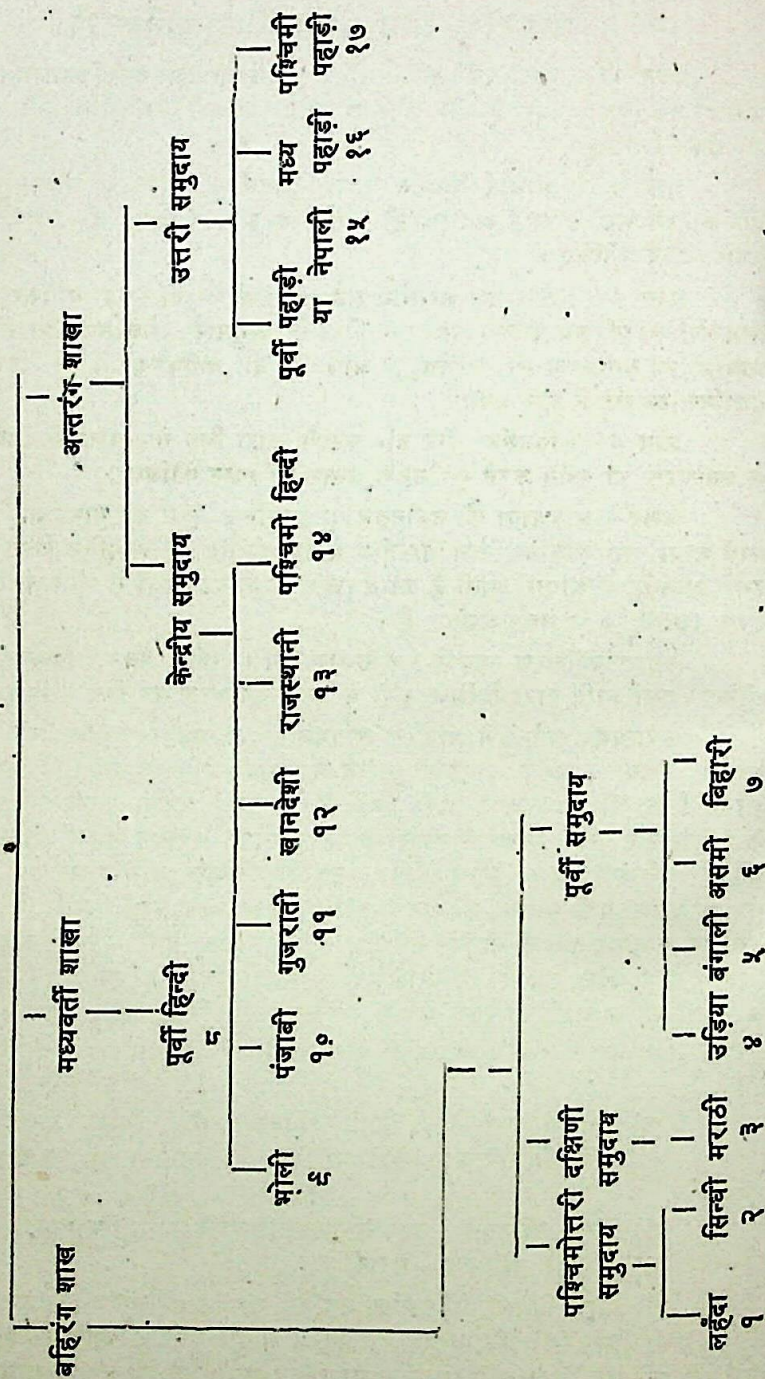 बहिरंग शाख मध्यवर्ती शाखा अन्तरंग शाखा
पूर्वी हिन्दी
८
केन्द्रीय समुदाय उत्तरी समुदाय
भोली पंजाबी गुजराती खानदेशी राजस्थानी पश्चिमी हिन्दी
९ १० ११ १२ १३ १४
पूर्वी पहाड़ी मध्य पश्चिमी
या नेपाली पहाड़ी पहाड़ी
१५ १६ १७
पश्चिमोत्तरी दक्षिणी पूर्वी समुदाय
समुदाय समुदाय
लहंदा सिन्धी मराठी उड़िया बंगाली असमी बिहारी
१ २ ३ ४ ५ ६ ७